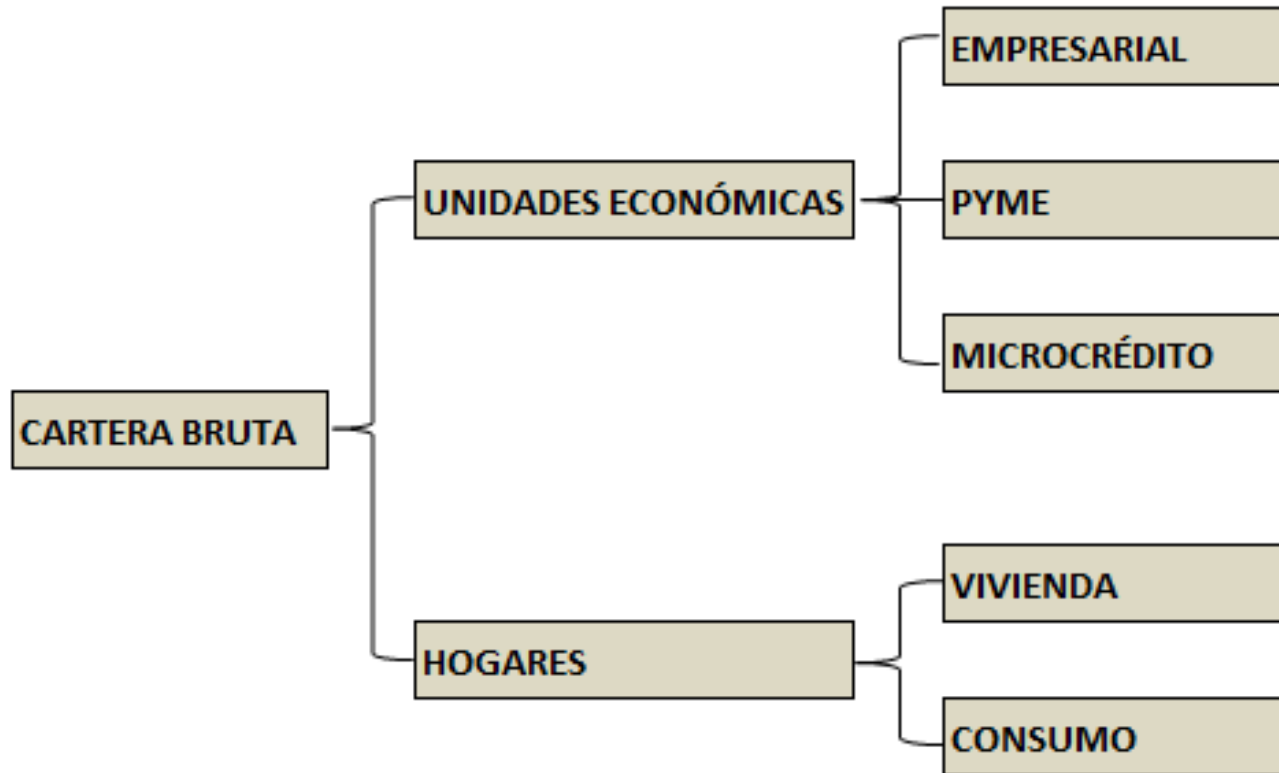 EMPRESARIAL
UNIDADES ECONÓMICAS
PYME
MICROCRÉDITO
CARTERA BRUTA
VIVIENDA
HOGARES
CONSUMO